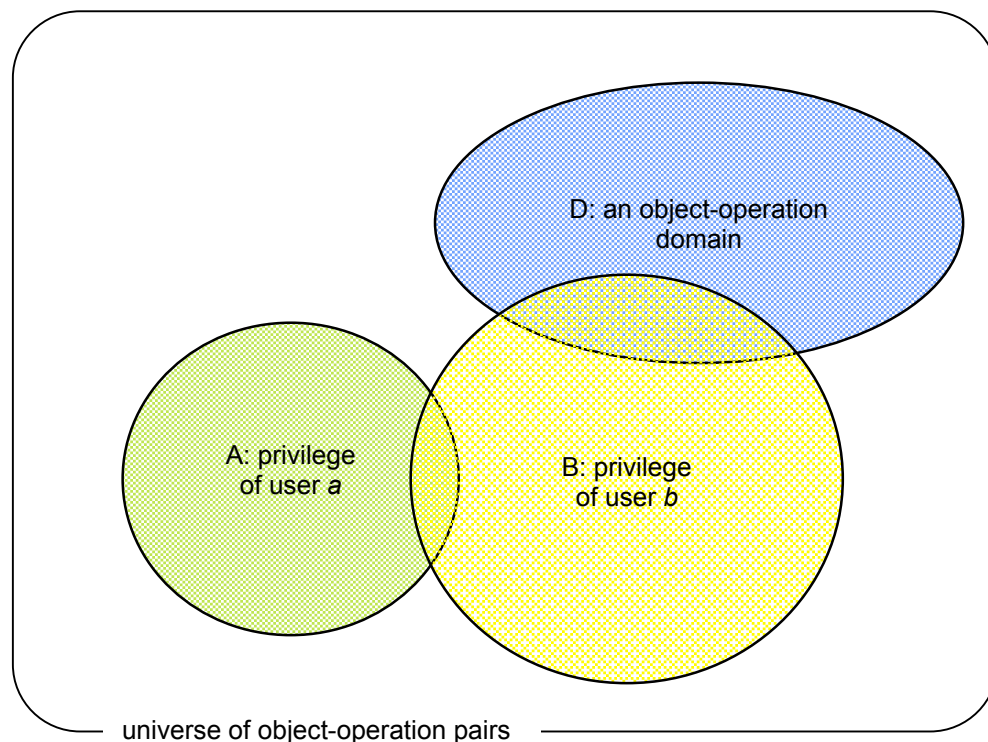 D: an object-operation
domain
A: privilege
of user a
B: privilege
of user b
universe of object-operation pairs